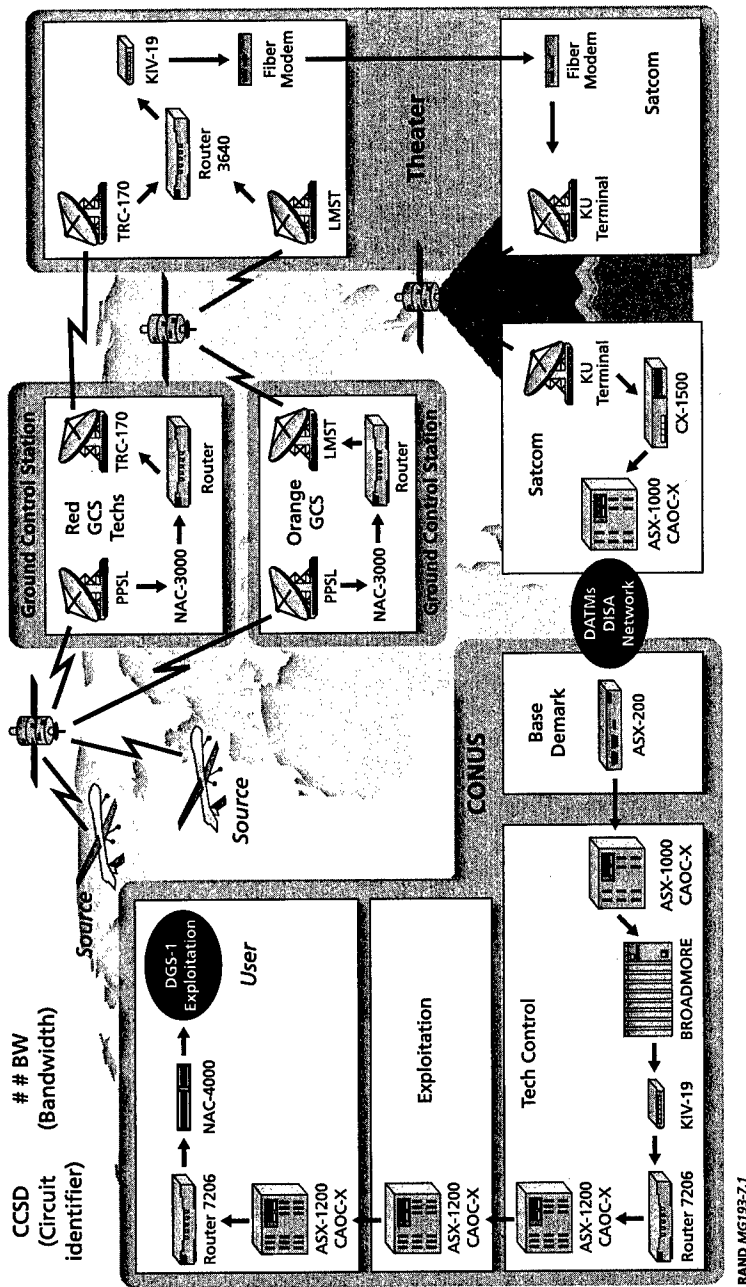 CCSD
(Circuit
identifier)
# # BW
(Bandwidth)
Source
Source
Ground Control Station
PPSL
Red
GCS
Techs
TRC-170
NAC-3000
Router
PPSL
Orange
GCS
LMST
NAC-3000
Router
Ground Control Station
TRC-170
KIV-19
Router
3640
Fiber
Modem
LMST
Theater
KU
Terminal
Fiber
Modem
Satcom
Satcom
KU
Terminal
CX-1500
ASX-1000
CAOC-X
DATMs
DISA
Network
CONUS
Base
Demark
ASX-200
DGS-1
Exploitation
User
NAC-4000
Router 7206
ASX-1200
CAOC-X
Exploitation
ASX-1200
CAOC-X
Tech Control
ASX-1000
CAOC-X
BROADMORE
KIV-19
Router 7206
ASX-1200
CAOC-X
RAND MG193-7.1